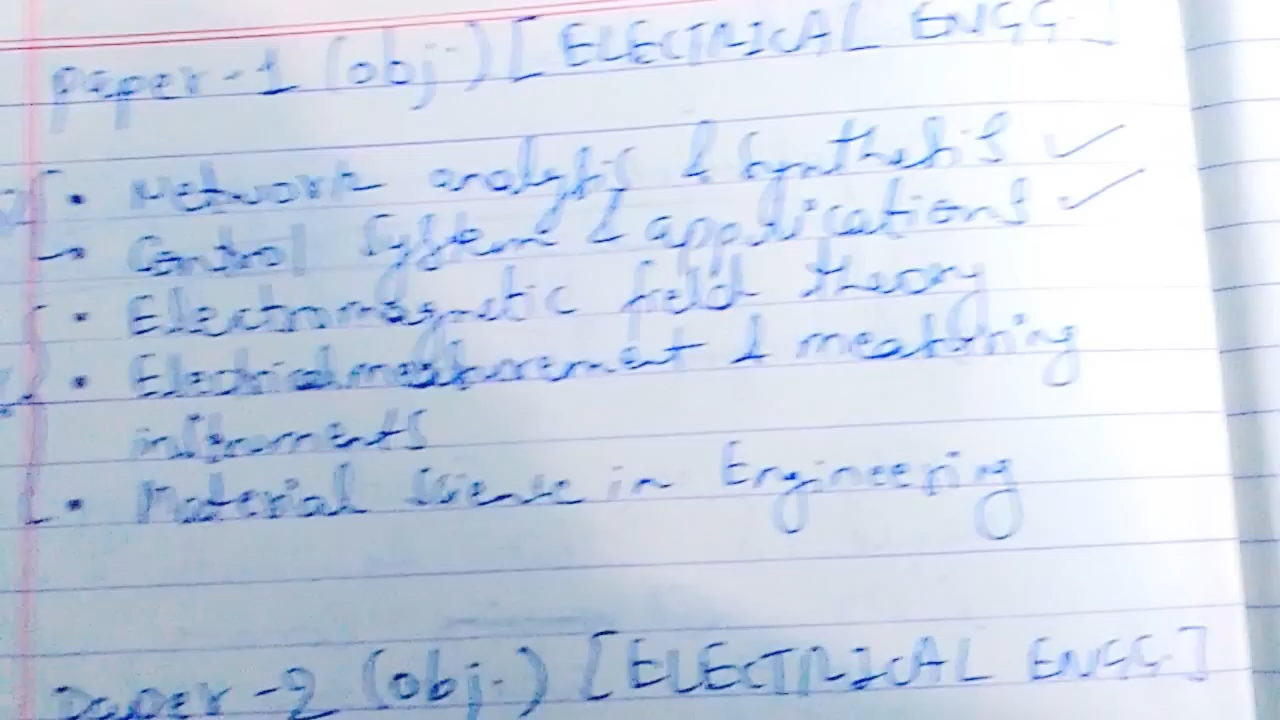 Paper-1 (obj.) [ELECTRICAL ENGG.]
• Network analysis & Synthesis ✓
Control System & applications ✓
• Electromagnetic field theory
• Electrical measurement & measuring
instruments
• Material Science in Engineering
Paper-2 (obj.) [ELECTRICAL ENGG.]